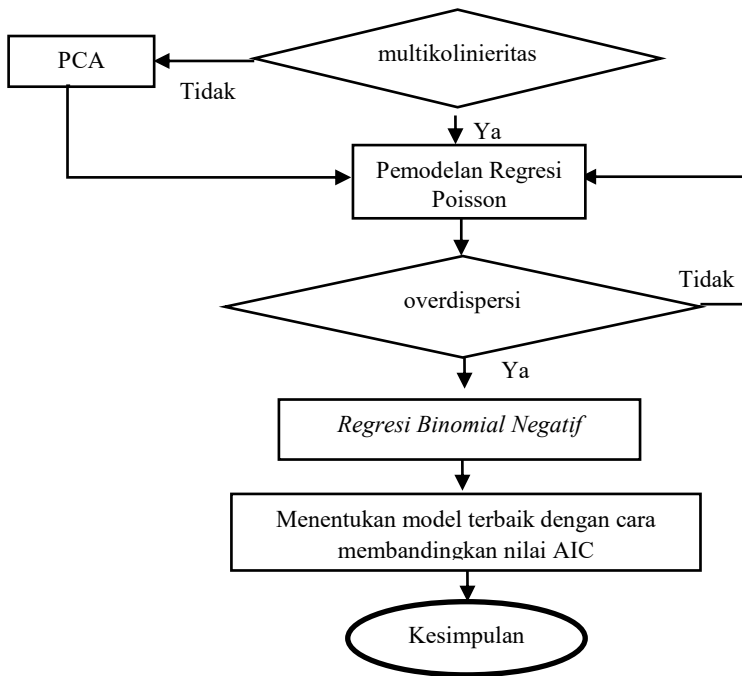 multikolinieritas
PCA
Tidak
Ya
Pemodelan Regresi
Poisson
Tidak
overdispersi
Ya
Regresi Binomial Negatif
Menentukan model terbaik dengan cara
membandingkan nilai AIC
Kesimpulan